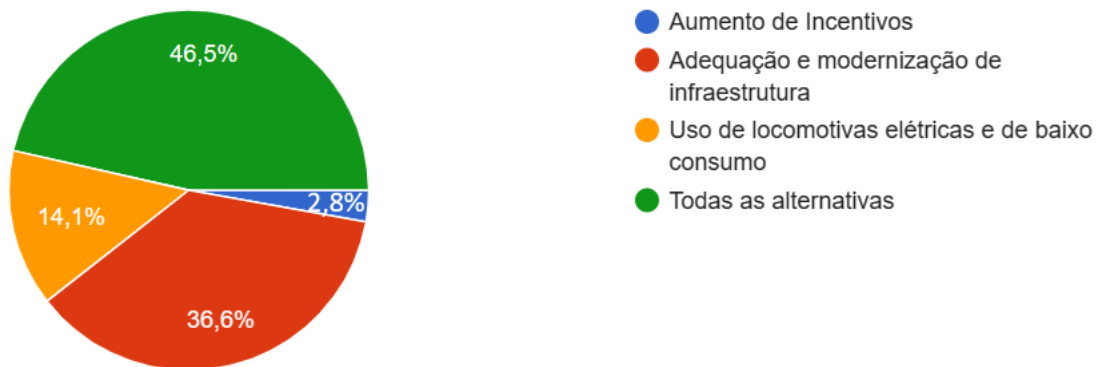 46,5%
2,8%
14,1%
36,6%
Aumento de Incentivos
Adequação e modernização de
infraestrutura
Uso de locomotivas elétricas e de baixo
consumo
Todas as alternativas